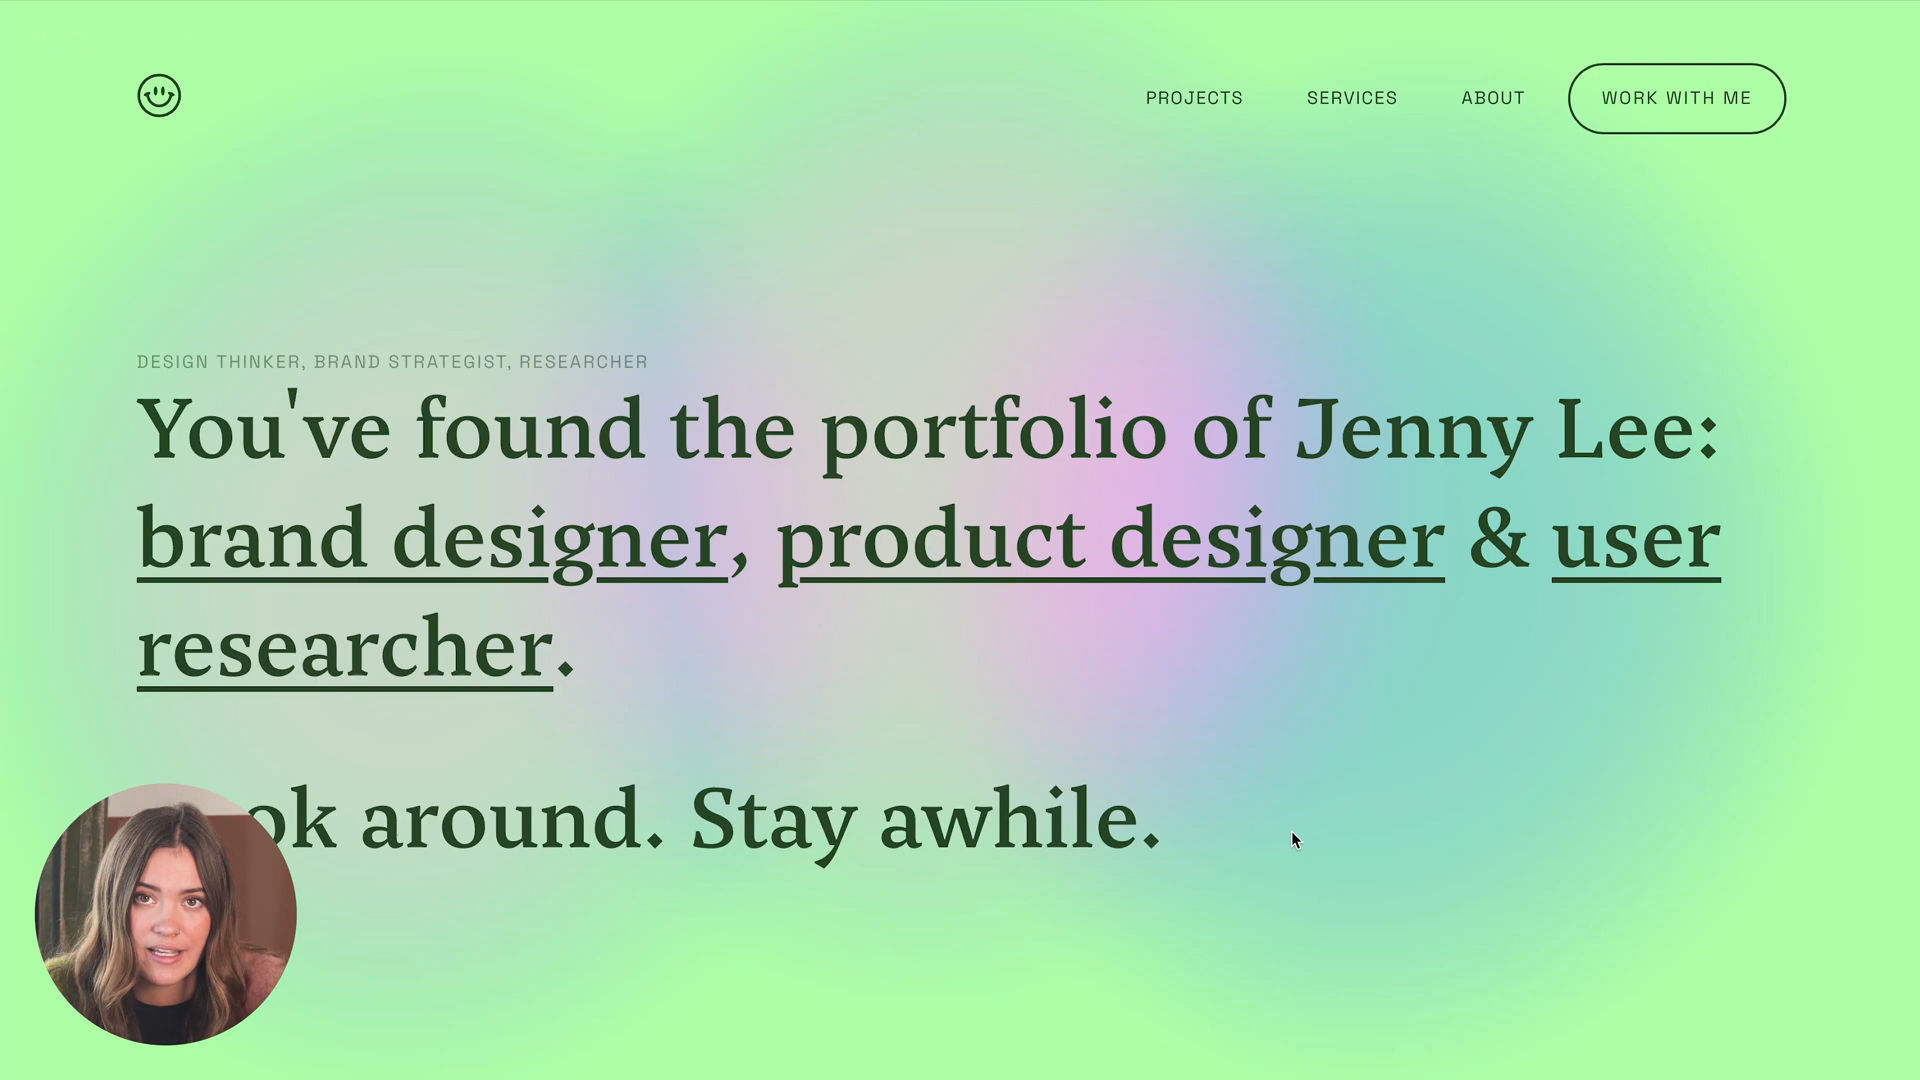 PROJECTS SERVICES ABOUT WORK WITH ME
DESIGN THINKER, BRAND STRATEGIST, RESEARCHER
You've found the portfolio of Jenny Lee:
brand designer, product designer & user
researcher.
ok around. Stay awhile.